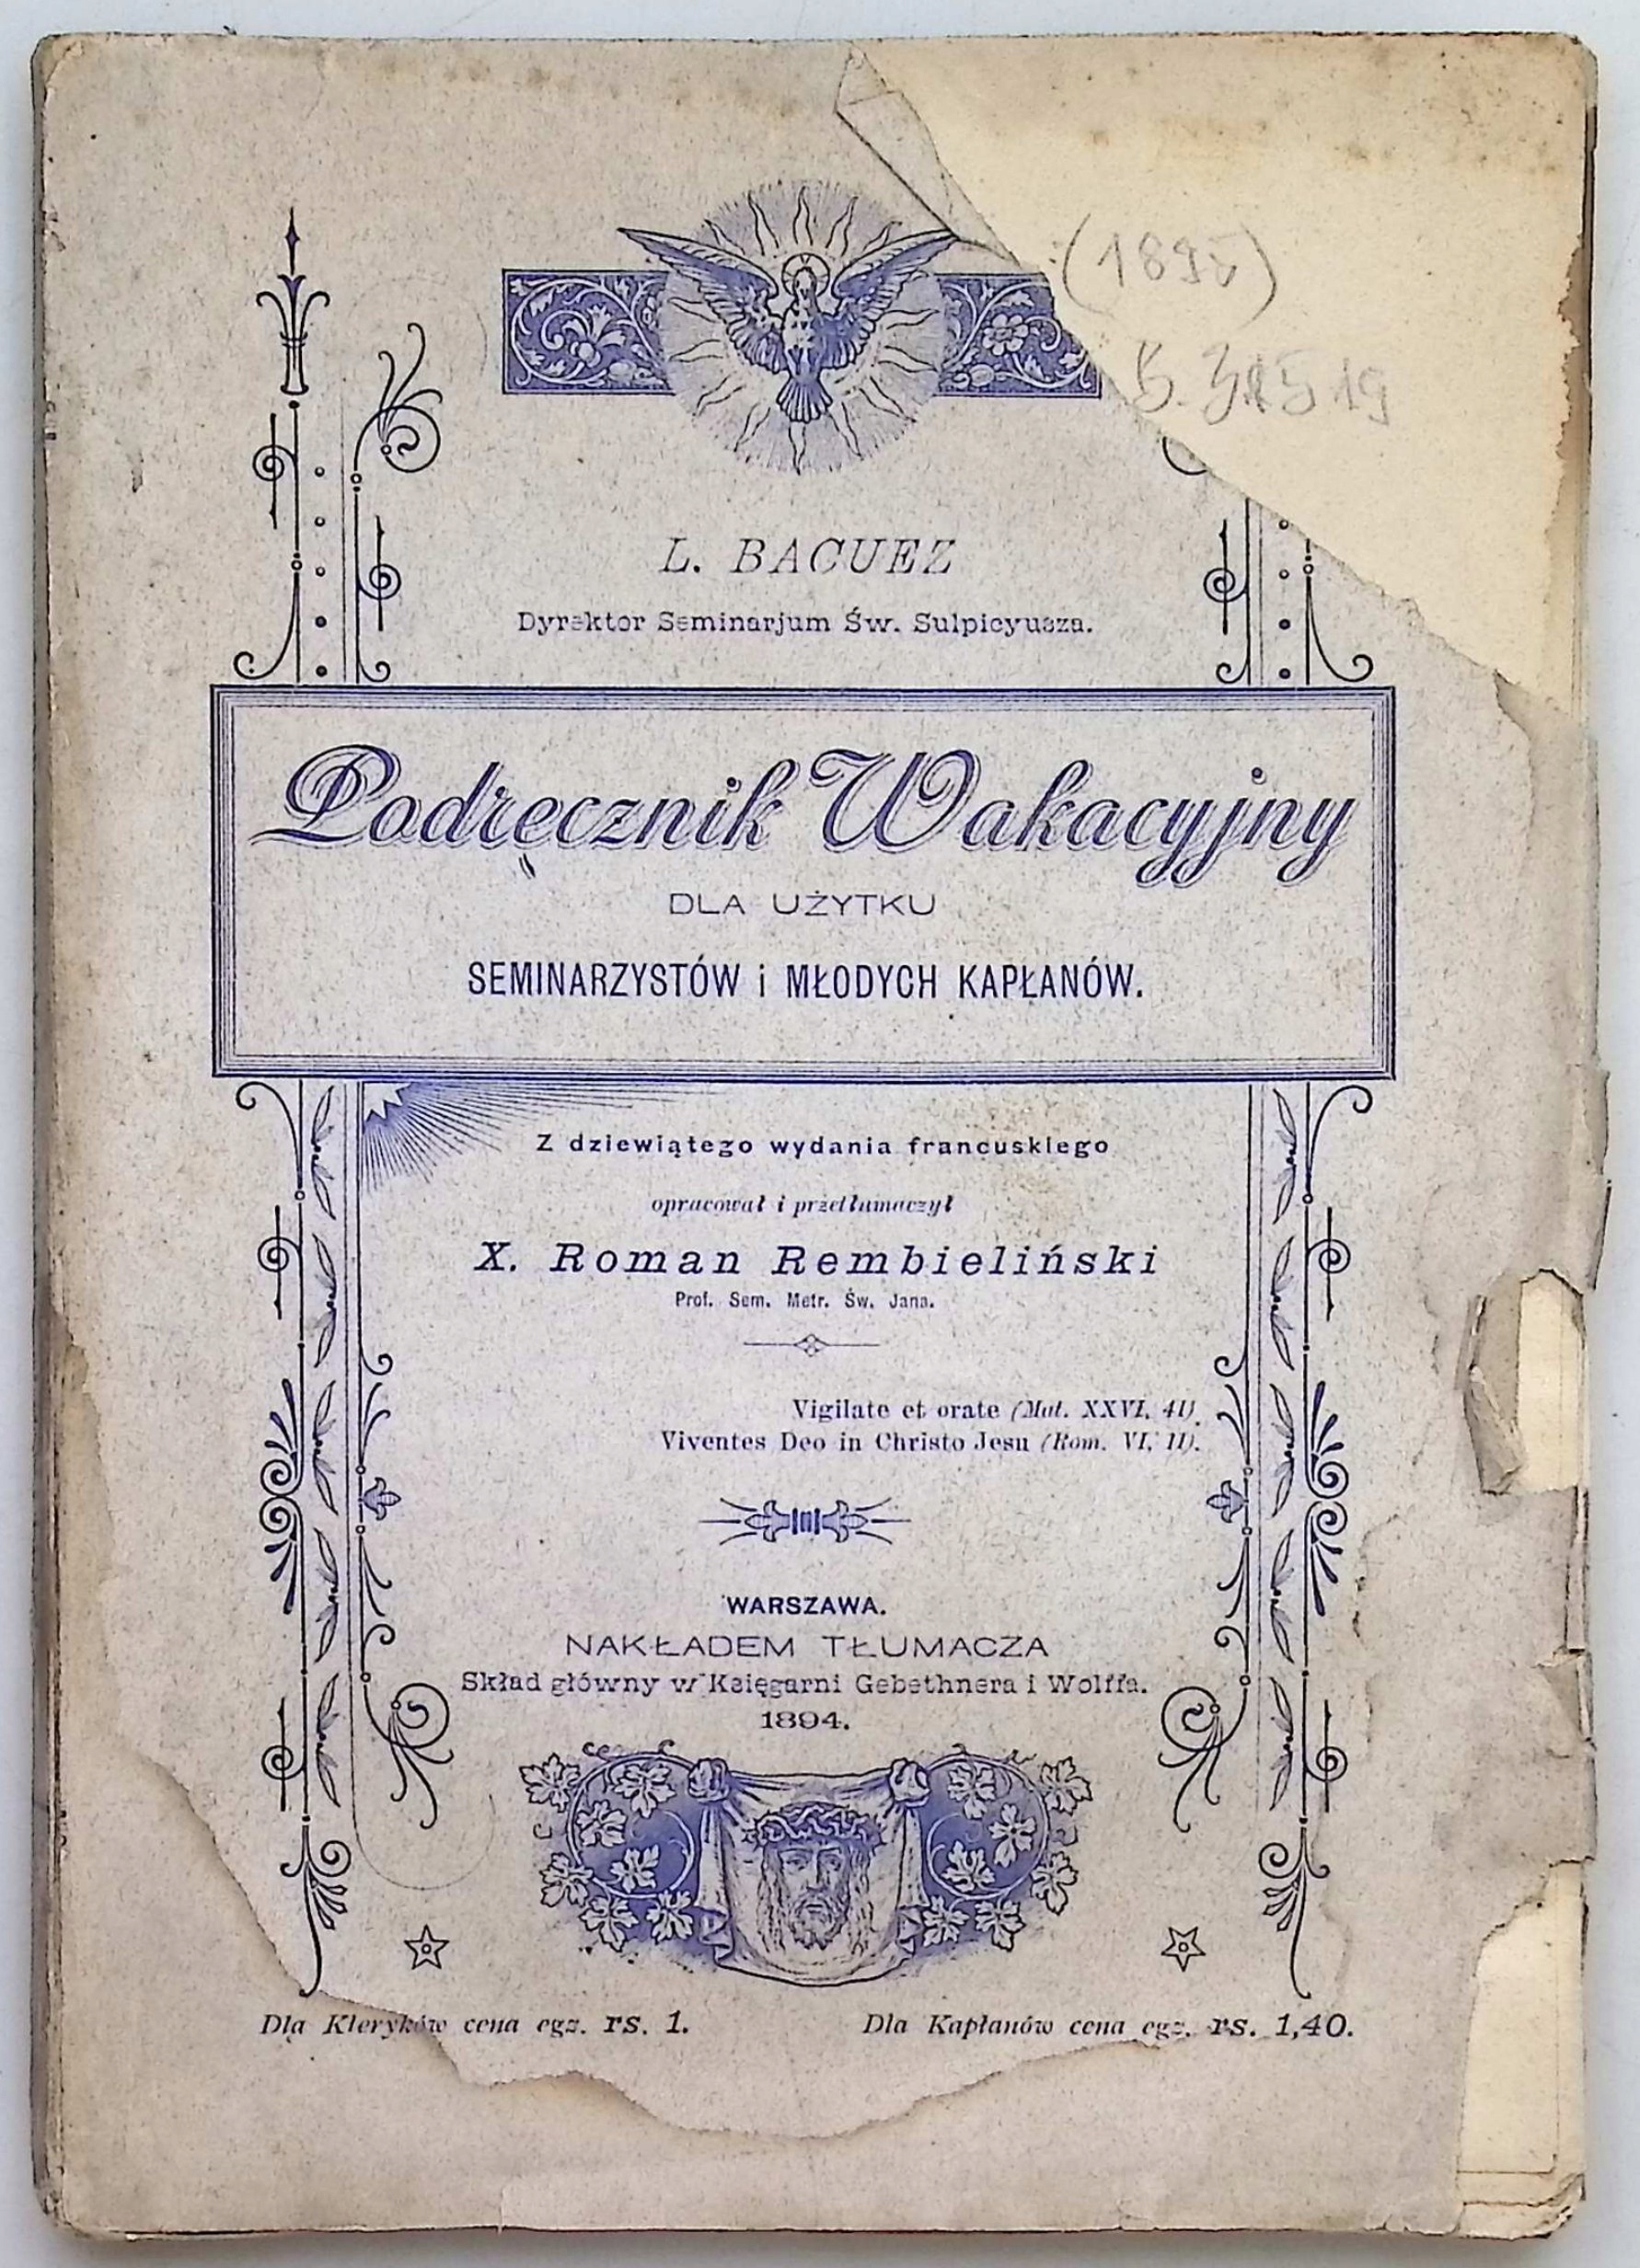 (1895)
L. BACUEZ
Dyrektor Seminarjum Św. Sulpicyusza.
Podręcznik Wakacyjny
DLA UŻYTKU
SEMINARZYSTÓW i MŁODYCH KAPŁANÓW.
Z dziewiątego wydania francuskiego
opracował i przetłumaczył
X. Roman Rembieliński
Prof. Sem. Metr. Św. Jana.
Vigilate et orate (Mat. XXVI, 41).
Viventes Deo in Christo Jesu (Rom. VI, 11).
WARSZAWA.
NAKŁADEM TŁUMACZA
Skład główny w Księgarni Gebethnera i Wolffa.
1894.
Dla Kleryków cena egz. rs. 1.
Dla Kapłanów cena egz. rs. 1,40.